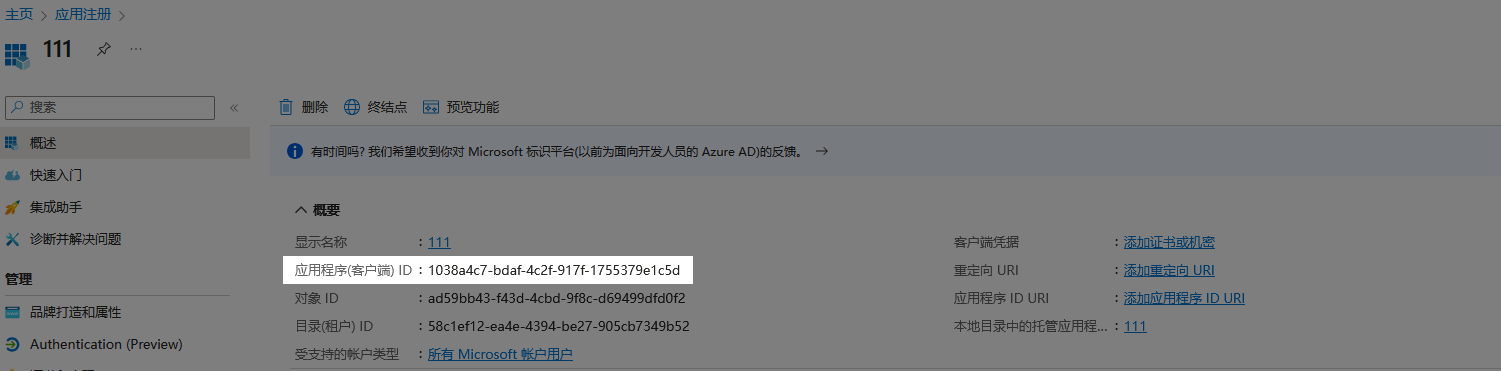 主页 > 应用注册 >
111 ...
搜索 «
删除 终结点 预览功能
概述
有时间吗? 我们希望收到你对 Microsoft 标识平台(以前为面向开发人员的 Azure AD)的反馈。 →
快速入门
集成助手
概要
诊断并解决问题
显示名称 : 111 客户端凭据 : 添加证书或机密
应用程序(客户端) ID : 1038a4c7-bdaf-4c2f-917f-1755379e1c5d 重定向 URI : 添加重定向 URI
管理
对象 ID : ad59bb43-f43d-4cbd-9f8c-d69499dfd0f2 应用程序 ID URI : 添加应用程序 ID URI
品牌打造和属性
目录(租户) ID : 58c1ef12-ea4e-4394-be27-905cb7349b52 本地目录中的托管应用程... : 111
Authentication (Preview)
受支持的帐户类型 : 所有 Microsoft 帐户用户